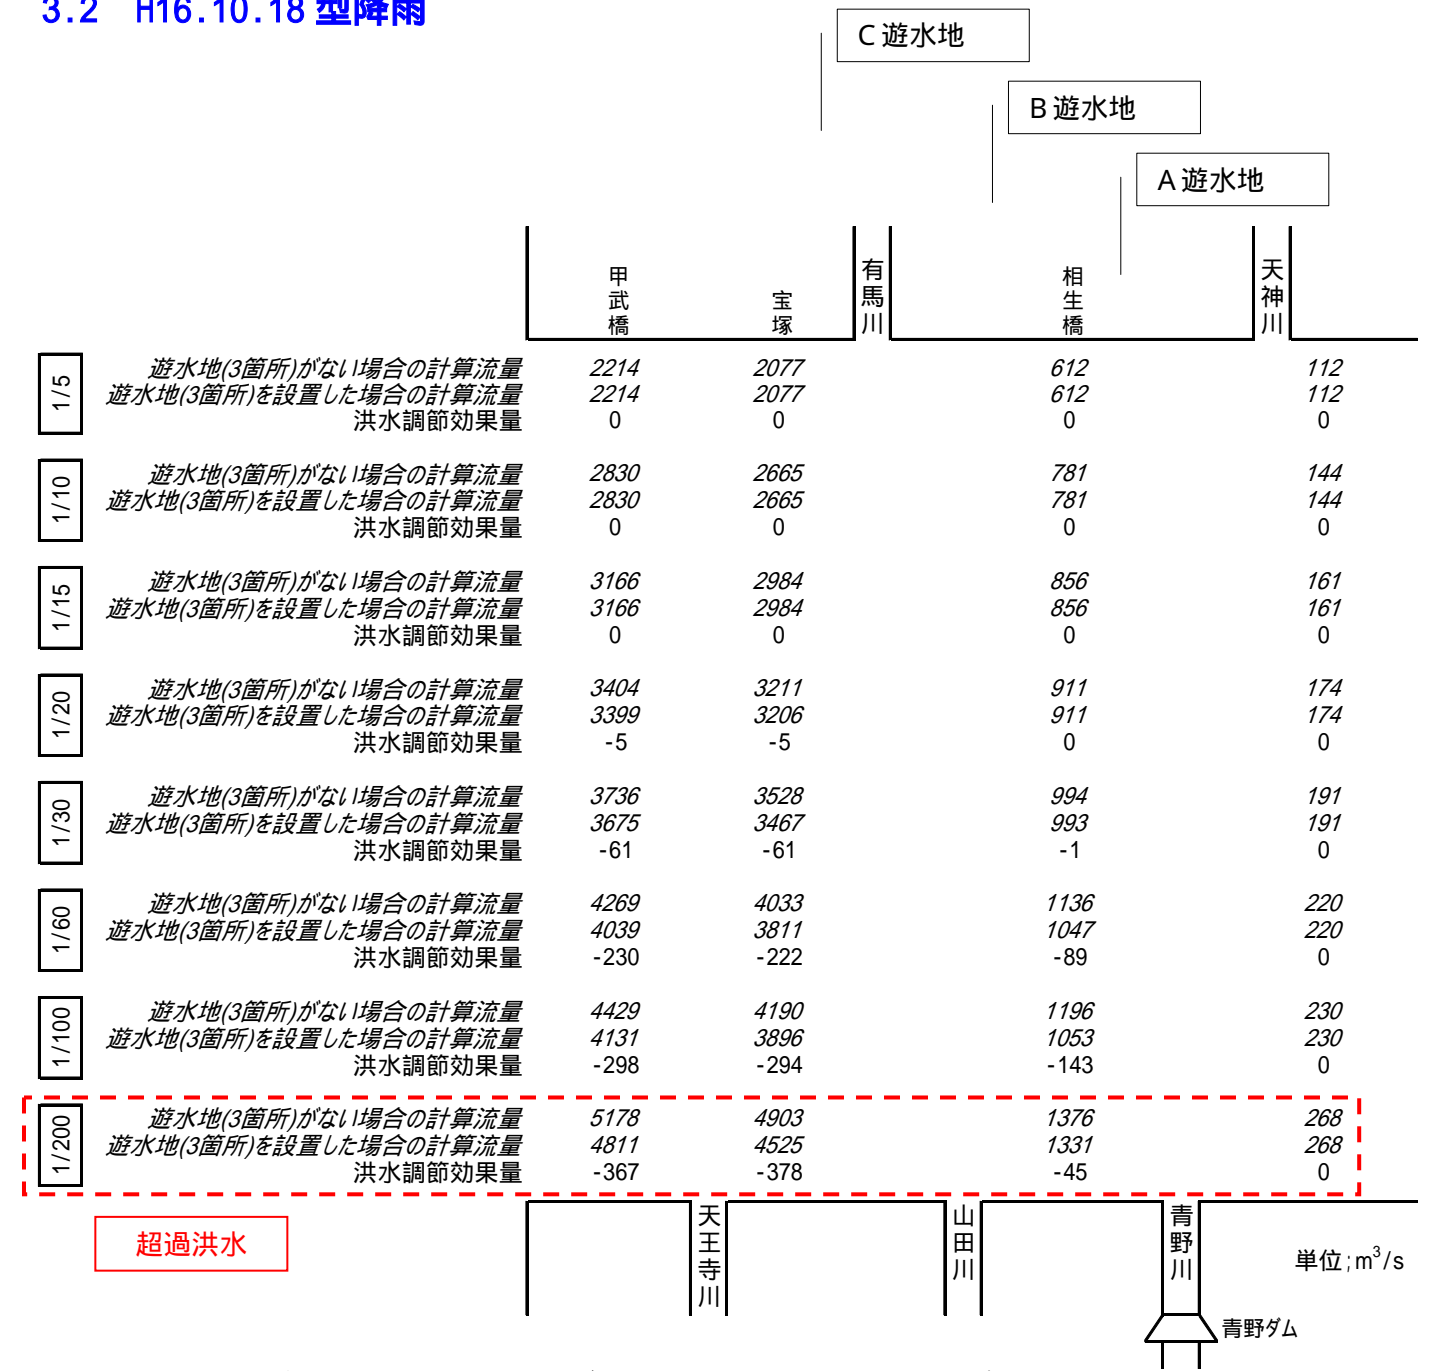 3.2 H16.10.18型降雨
C遊水地
B遊水地
A遊水地
甲武橋
宝塚
有馬川
相生橋
天神川
1/5
遊水地(3箇所)がない場合の計算流量 2214 2077 612 112
遊水地(3箇所)を設置した場合の計算流量 2214 2077 612 112
洪水調節効果量 0 0 0 0
1/10
遊水地(3箇所)がない場合の計算流量 2830 2665 781 144
遊水地(3箇所)を設置した場合の計算流量 2830 2665 781 144
洪水調節効果量 0 0 0 0
1/15
遊水地(3箇所)がない場合の計算流量 3166 2984 856 161
遊水地(3箇所)を設置した場合の計算流量 3166 2984 856 161
洪水調節効果量 0 0 0 0
1/20
遊水地(3箇所)がない場合の計算流量 3404 3211 911 174
遊水地(3箇所)を設置した場合の計算流量 3399 3206 911 174
洪水調節効果量 -5 -5 0 0
1/30
遊水地(3箇所)がない場合の計算流量 3736 3528 994 191
遊水地(3箇所)を設置した場合の計算流量 3675 3467 993 191
洪水調節効果量 -61 -61 -1 0
1/60
遊水地(3箇所)がない場合の計算流量 4269 4033 1136 220
遊水地(3箇所)を設置した場合の計算流量 4039 3811 1047 220
洪水調節効果量 -230 -222 -89 0
1/100
遊水地(3箇所)がない場合の計算流量 4429 4190 1196 230
遊水地(3箇所)を設置した場合の計算流量 4131 3896 1053 230
洪水調節効果量 -298 -294 -143 0
1/200
遊水地(3箇所)がない場合の計算流量 5178 4903 1376 268
遊水地(3箇所)を設置した場合の計算流量 4811 4525 1331 268
洪水調節効果量 -367 -378 -45 0
超過洪水
天王寺川
山田川
青野川
単位;m³/s
青野ダム